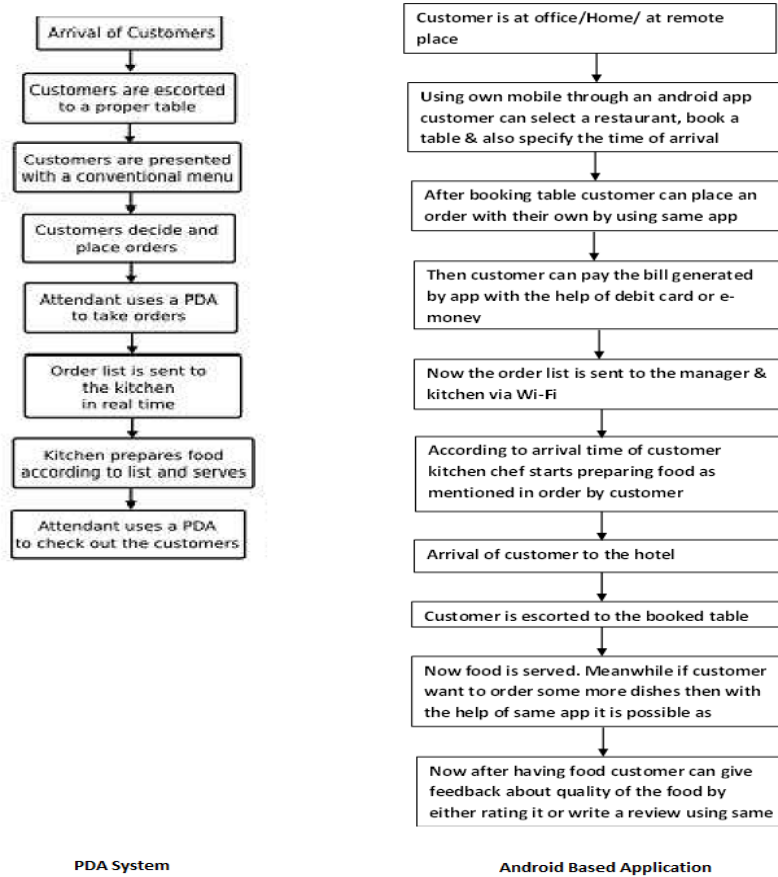 Arrival of Customers
Customers are escorted
to a proper table
Customers are presented
with a conventional menu
Customers decide and
place orders
Attendant uses a PDA
to take orders
Order list is sent to
the kitchen
in real time
Kitchen prepares food
according to list and serves
Attendant uses a PDA
to check out the customers
PDA System
Customer is at office/Home/ at remote
place
Using own mobile through an android app
customer can select a restaurant, book a
table & also specify the time of arrival
After booking table customer can place an
order with their own by using same app
Then customer can pay the bill generated
by app with the help of debit card or e-
money
Now the order list is sent to the manager &
kitchen via Wi-Fi
According to arrival time of customer
kitchen chef starts preparing food as
mentioned in order by customer
Arrival of customer to the hotel
Customer is escorted to the booked table
Now food is served. Meanwhile if customer
want to order some more dishes then with
the help of same app it is possible as
Now after having food customer can give
feedback about quality of the food by
either rating it or write a review using same
Android Based Application